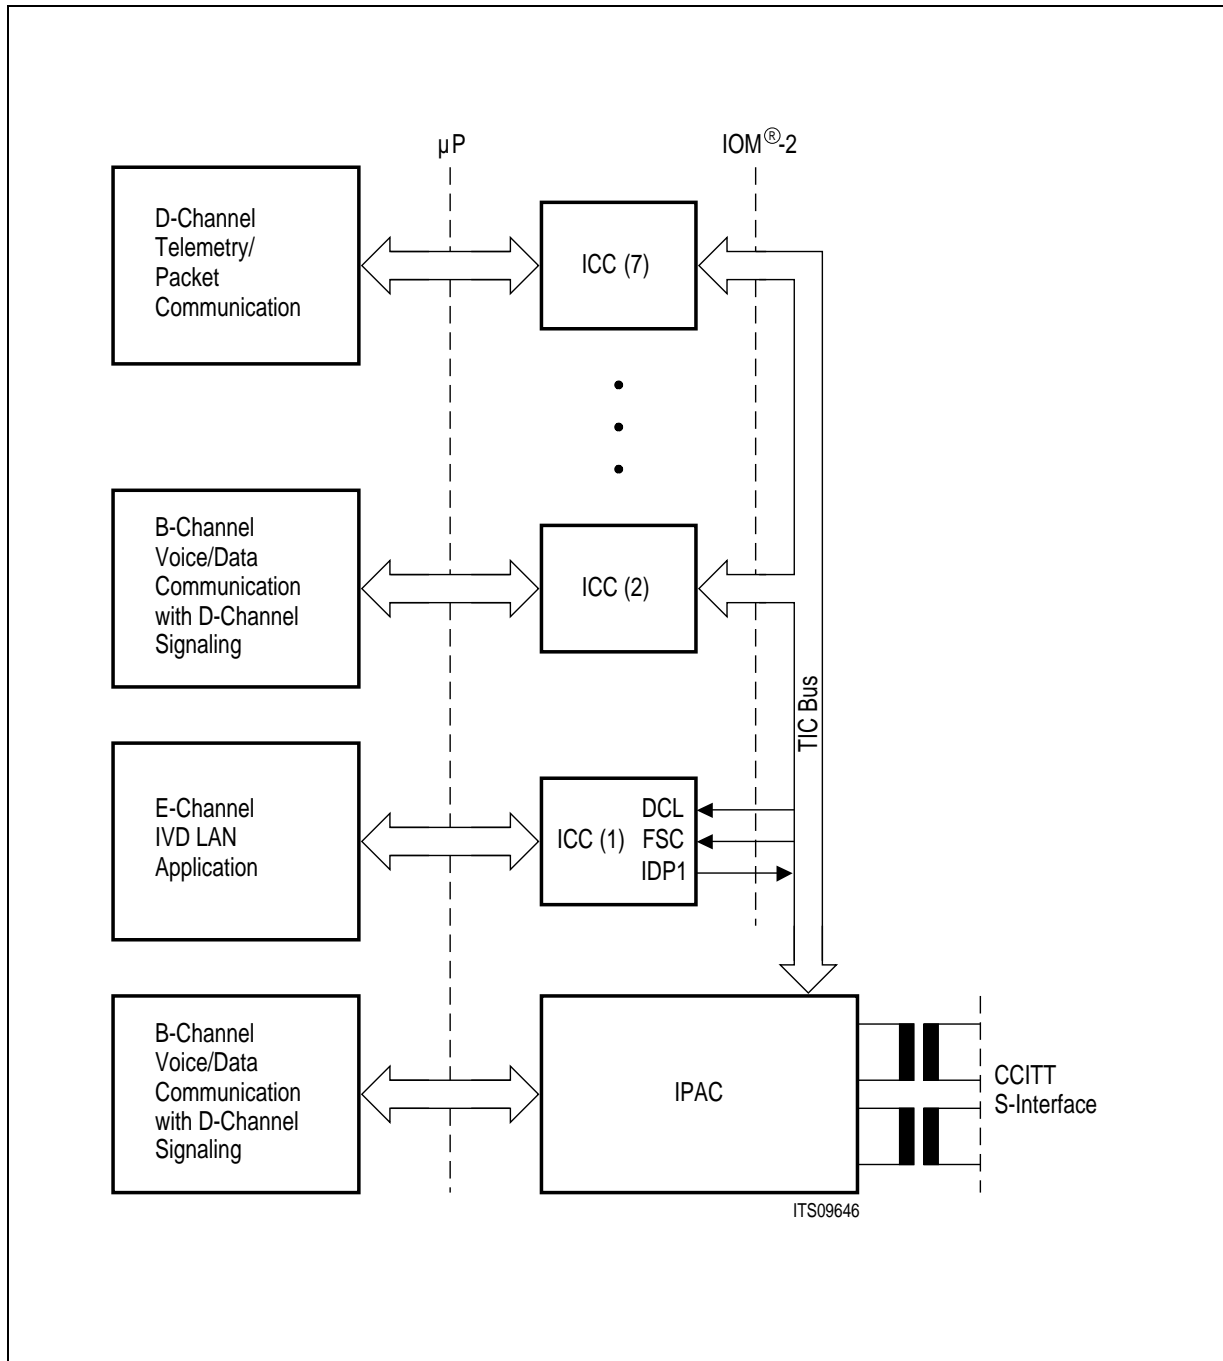 µP
IOM®-2
D-Channel
Telemetry/
Packet
Communication
ICC (7)
B-Channel
Voice/Data
Communication
with D-Channel
Signaling
ICC (2)
TIC Bus
E-Channel
IVD LAN
Application
ICC (1)
DCL
FSC
IDP1
B-Channel
Voice/Data
Communication
with D-Channel
Signaling
IPAC
CCITT
S-Interface
ITS09646